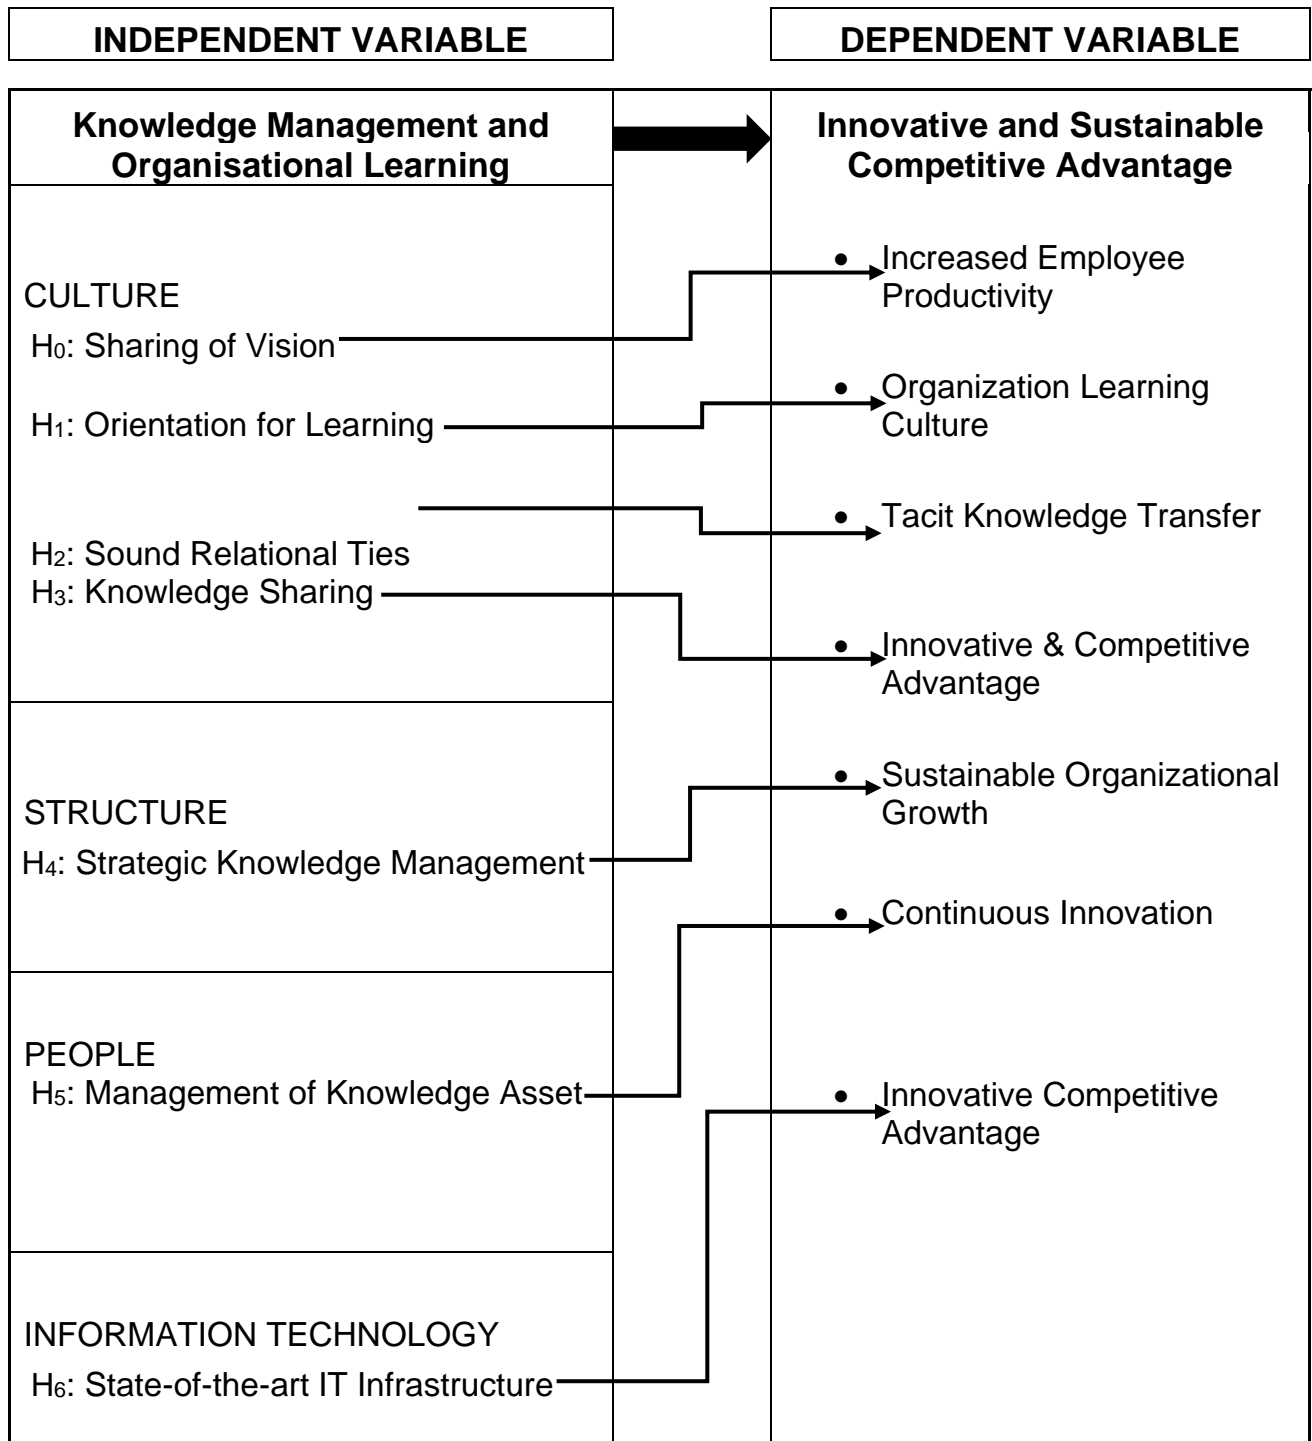 INDEPENDENT VARIABLE
DEPENDENT VARIABLE
Knowledge Management and
Organisational Learning
Innovative and Sustainable
Competitive Advantage
CULTURE
H0: Sharing of Vision
H1: Orientation for Learning
H2: Sound Relational Ties
H3: Knowledge Sharing
STRUCTURE
H4: Strategic Knowledge Management
PEOPLE
H5: Management of Knowledge Asset
INFORMATION TECHNOLOGY
H6: State-of-the-art IT Infrastructure
• Increased Employee
Productivity
• Organization Learning
Culture
• Tacit Knowledge Transfer
• Innovative & Competitive
Advantage
• Sustainable Organizational
Growth
• Continuous Innovation
• Innovative Competitive
Advantage